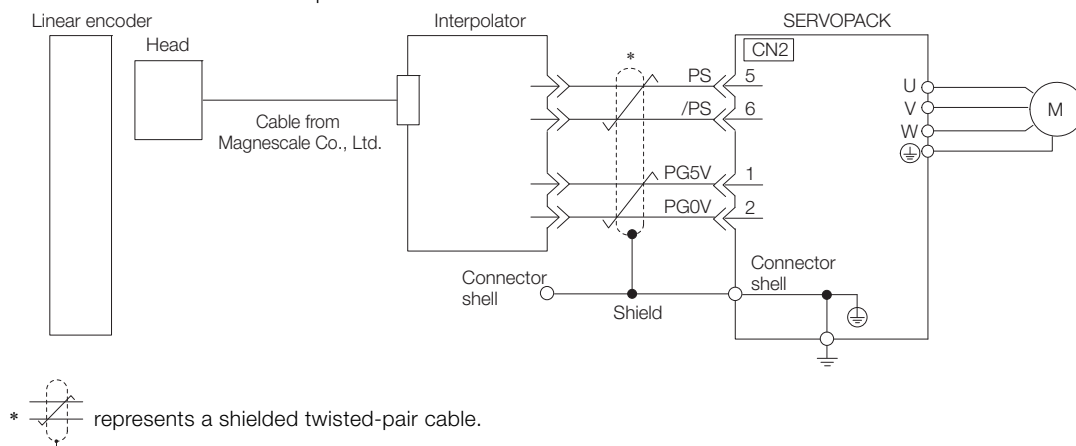 Linear encoder
Head
Interpolator
SERVOPACK
Cable from
Magnescale Co., Ltd.
*
CN2
PS 5
/PS 6
PG5V 1
PG0V 2
U
V
W
M
Connector
shell
Shield
Connector
shell
* represents a shielded twisted-pair cable.